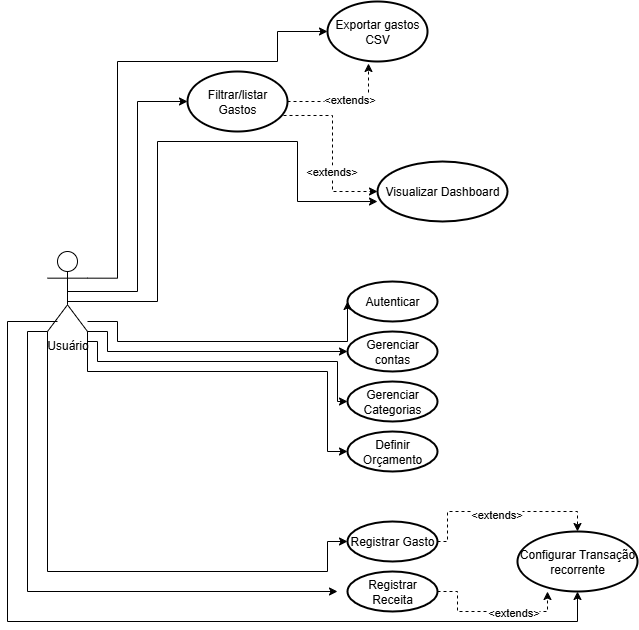 Exportar gastos
CSV
Filtrar/listar
Gastos
<extends>
<extends>
Visualizar Dashboard
Usuário
Autenticar
Gerenciar
contas
Gerenciar
Categorias
Definir
Orçamento
<extends>
Registrar Gasto
Configurar Transação
recorrente
Registrar
Receita
<extends>